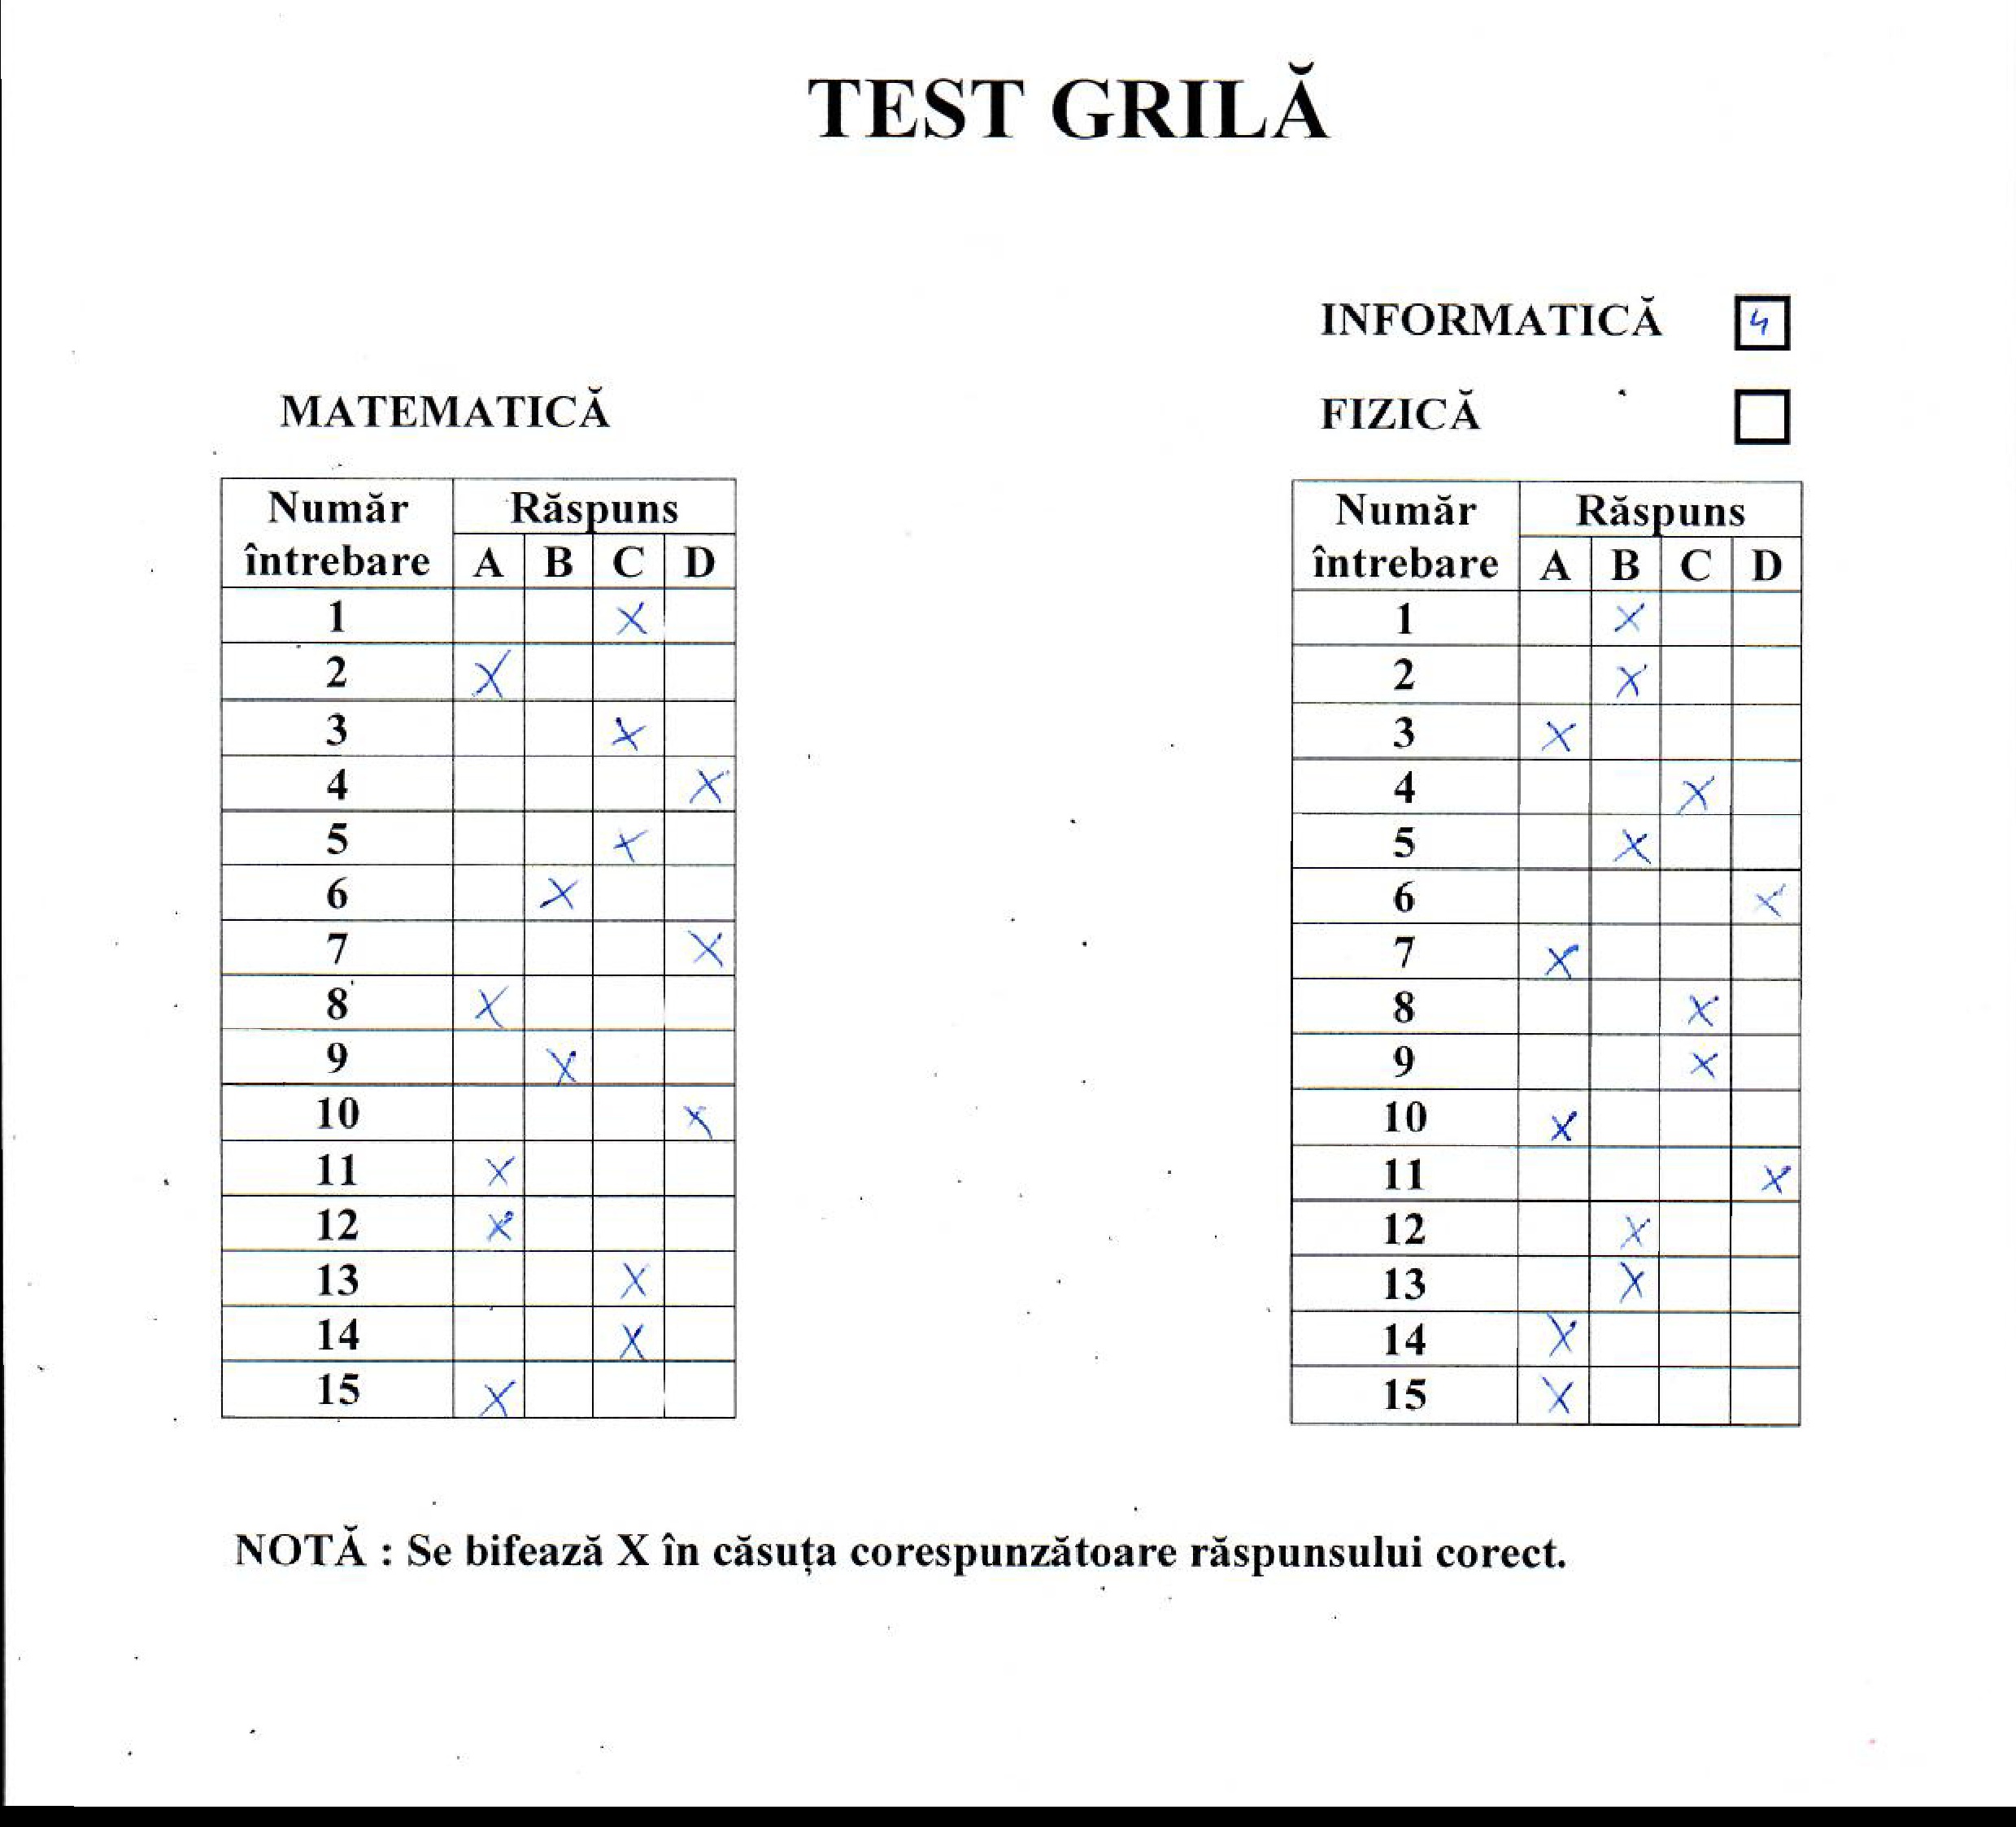 TEST GRILĂ
INFORMATICĂ 4
FIZICĂ
MATEMATICĂ
Număr întrebare Răspuns
A B C D
1 X
2 X
3 X
4 X
5 X
6 X
7 X
8 X
9 X
10 X
11 X
12 X
13 X
14 X
15 X
Număr întrebare Răspuns
A B C D
1 X
2 X
3 X
4 X
5 X
6 X
7 X
8 X
9 X
10 X
11 X
12 X
13 X
14 X
15 X
NOTĂ : Se bifează X în căsuța corespunzătoare răspunsului corect.